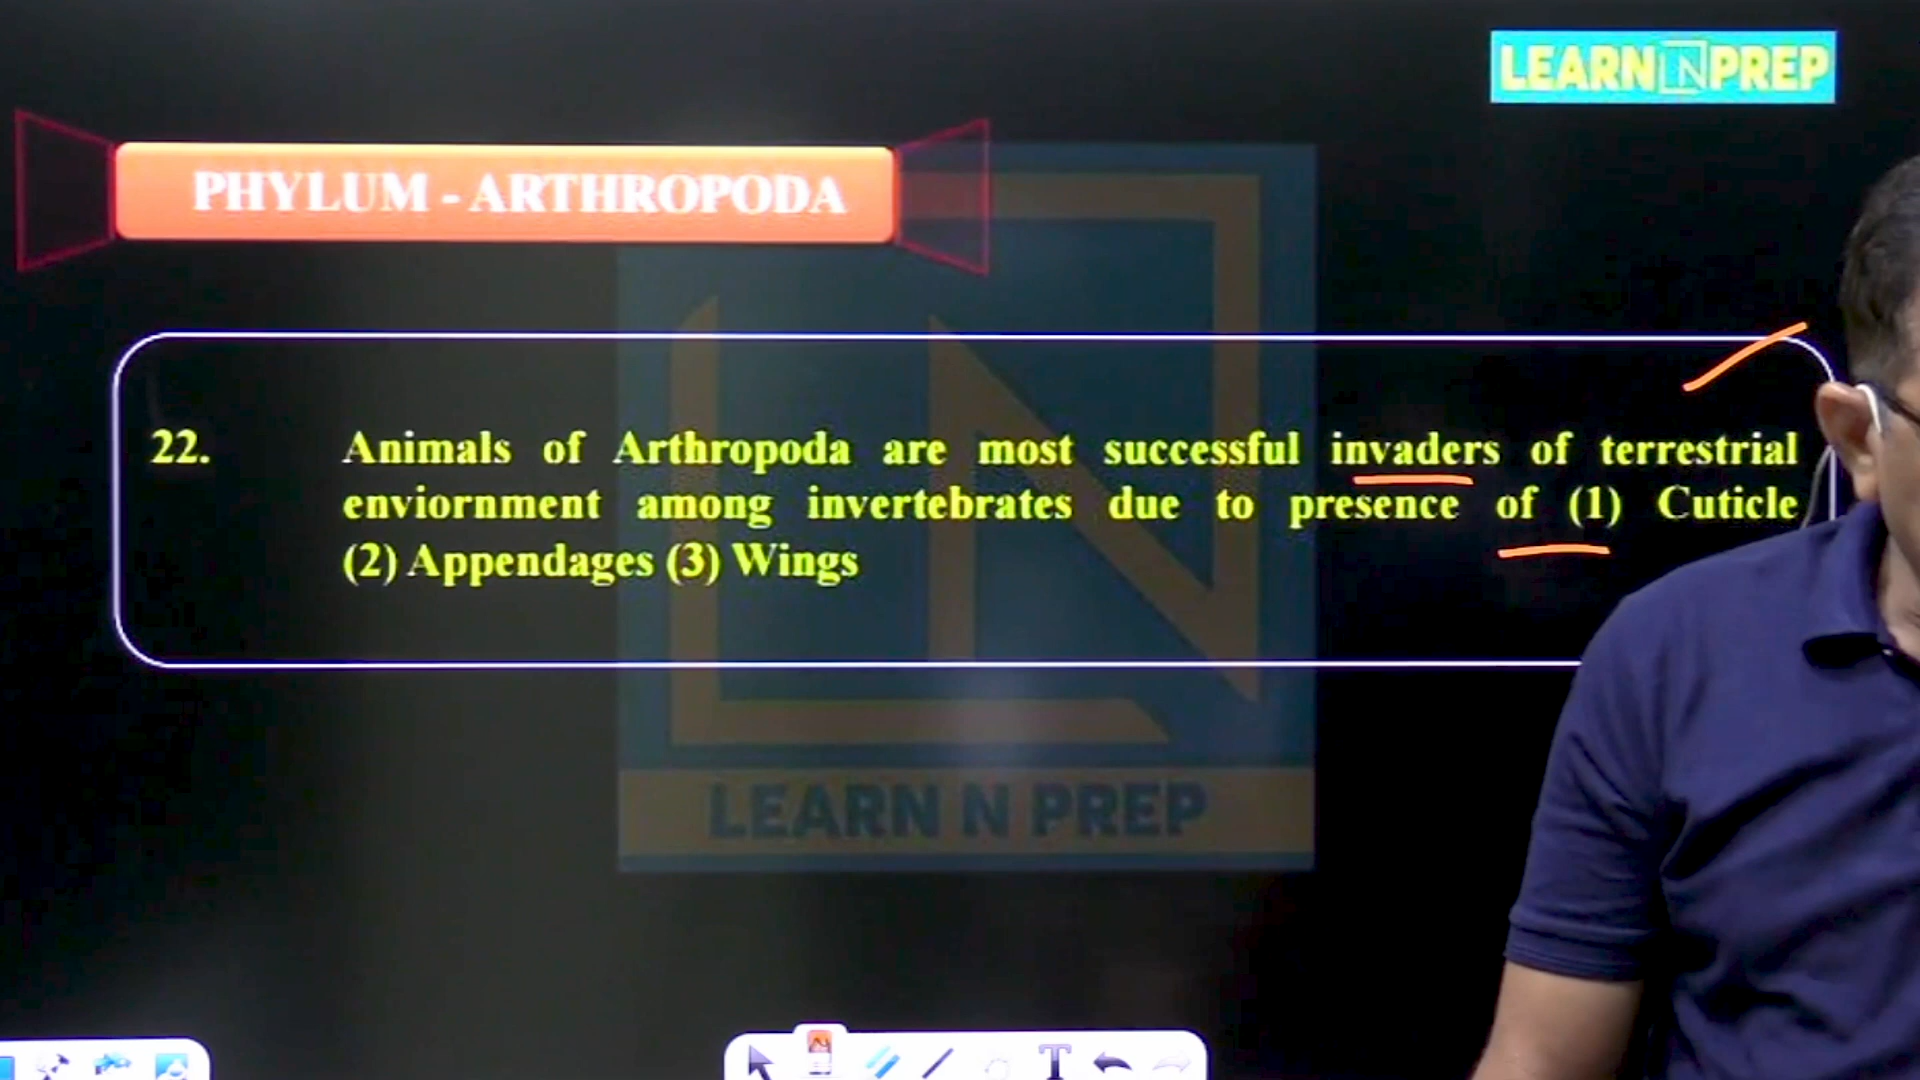 LEARN N PREP
PHYLUM - ARTHROPODA
22. Animals of Arthropoda are most successful invaders of terrestrial
enviornment among invertebrates due to presence of (1) Cuticle
(2) Appendages (3) Wings
LEARN N PREP